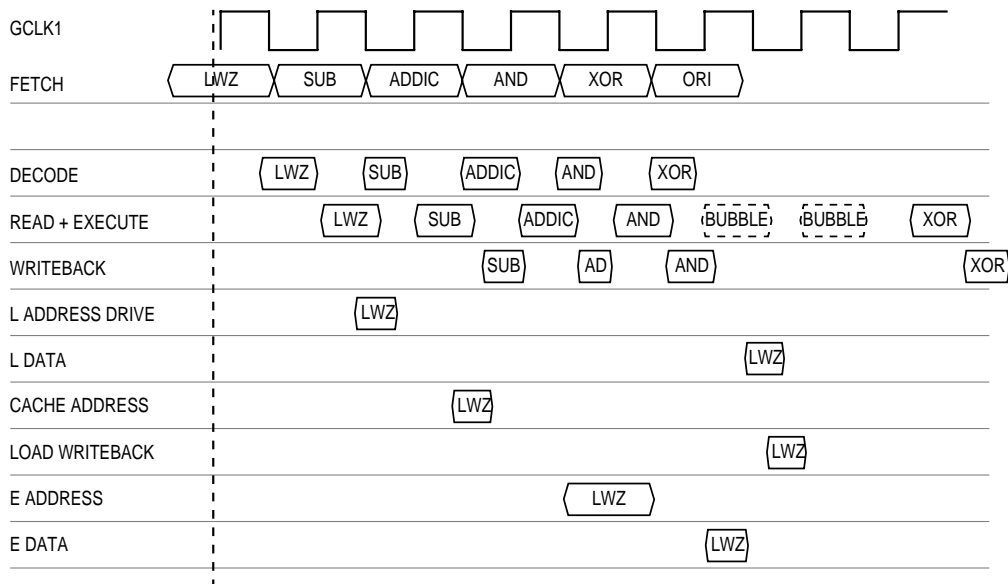 GCLK1
FETCH LWZ SUB ADDIC AND XOR ORI
DECODE LWZ SUB ADDIC AND XOR
READ + EXECUTE LWZ SUB ADDIC AND BUBBLE BUBBLE XOR
WRITEBACK SUB AD AND XOR
L ADDRESS DRIVE LWZ
L DATA LWZ
CACHE ADDRESS LWZ
LOAD WRITEBACK LWZ
E ADDRESS LWZ
E DATA LWZ